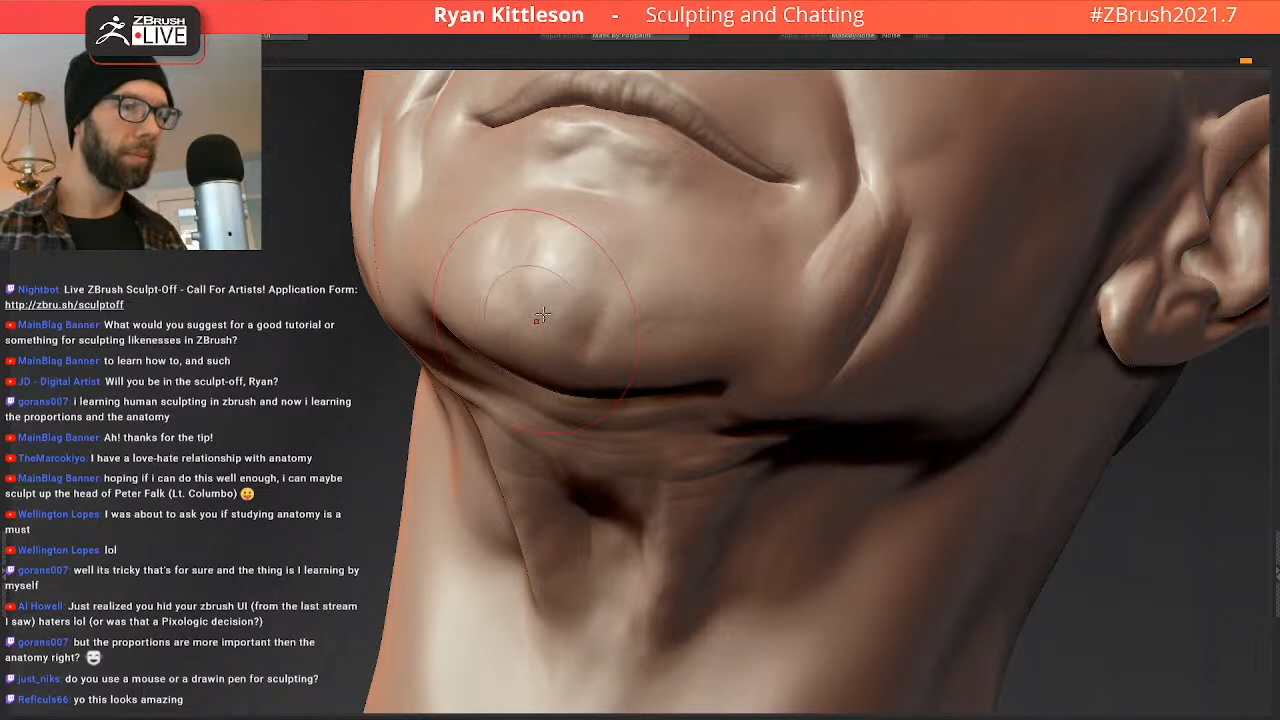 Ryan Kittleson - Sculpting and Chatting #ZBrush2021.7
ZBRUSH
LIVE
Mask By Polypaint
MaskByNoise Noise
Nightbot: Live ZBrush Sculpt-Off - Call For Artists! Application Form:
http://zbru.sh/sculptoff
MainBlag Banner: What would you suggest for a good tutorial or
something for sculpting likenesses in ZBrush?
MainBlag Banner: to learn how to, and such
JD - Digital Artist: Will you be in the sculpt-off, Ryan?
gorans007: i learning human sculpting in zbrush and now i learning
the proportions and the anatomy
MainBlag Banner: Ah! thanks for the tip!
TheMarcokiyo: I have a love-hate relationship with anatomy
MainBlag Banner: hoping if i can do this well enough, i can maybe
sculpt up the head of Peter Falk (Lt. Columbo) 😛
Wellington Lopes: I was about to ask you if studying anatomy is a
must
Wellington Lopes: lol
gorans007: well its tricky that's for sure and the thing is I learning by
myself
Al Howell: Just realized you hid your zbrush UI (from the last stream
I saw) haters lol (or was that a Pixologic decision?)
gorans007: but the proportions are more important then the
anatomy right?
just_niks: do you use a mouse or a drawin pen for sculpting?
Reficuls66: yo this looks amazing